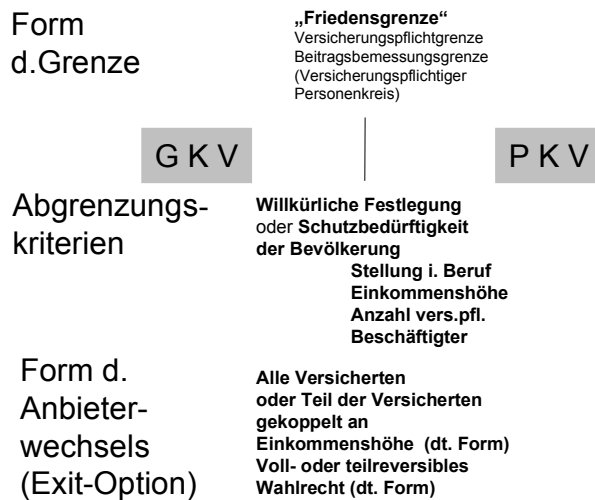 Form
d.Grenze
„Friedensgrenze“
Versicherungspflichtgrenze
Beitragsbemessungsgrenze
(Versicherungspflichtiger
Personenkreis)
G K V
P K V
Abgrenzungs-
kriterien
Willkürliche Festlegung
oder Schutzbedürftigkeit
der Bevölkerung
Stellung i. Beruf
Einkommenshöhe
Anzahl vers.pfl.
Beschäftigter
Form d.
Anbieter-
wechsels
(Exit-Option)
Alle Versicherten
oder Teil der Versicherten
gekoppelt an
Einkommenshöhe (dt. Form)
Voll- oder teilreversibles
Wahlrecht (dt. Form)